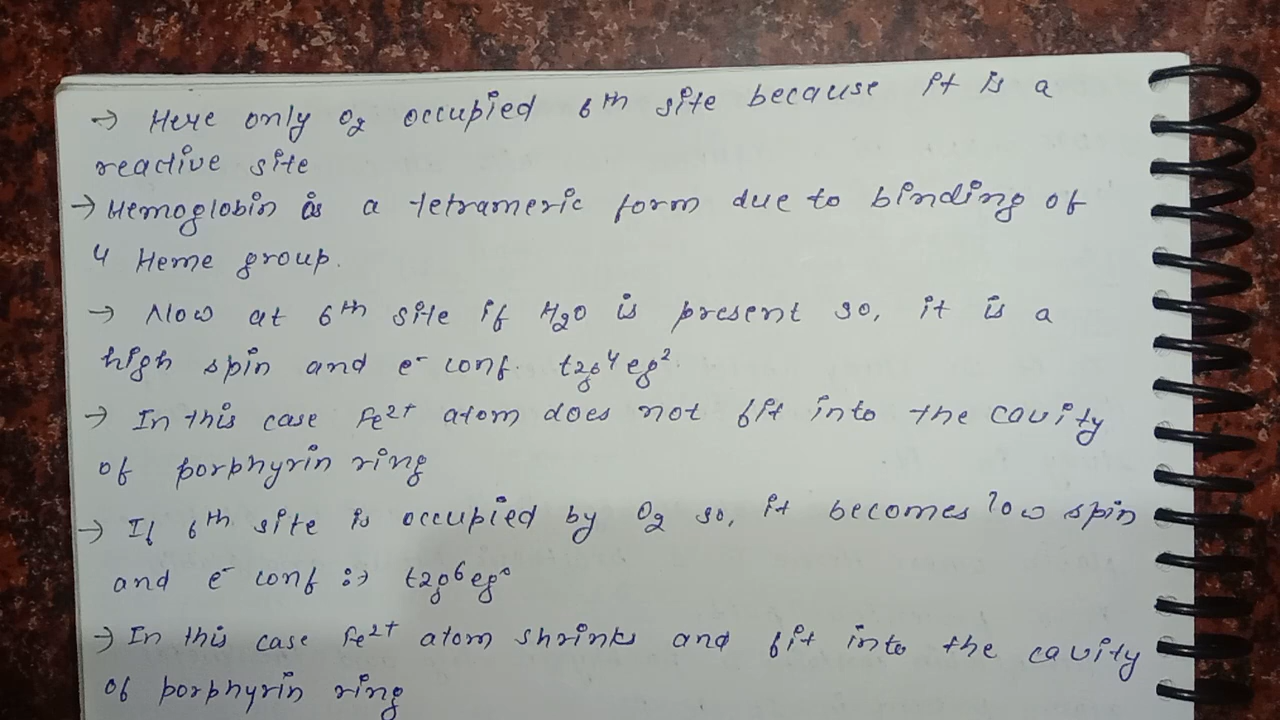 → Here only O₂ occupied 6th site because it is a
reactive site
→ Hemoglobin is a tetrameric form due to binding of
4 Heme group.
→ Now at 6th site if H₂O is present so, it is a
high spin and e⁻ conf. t2g⁴ eg².
→ In this case Fe²⁺ atom does not fit into the cavity
of porphyrin ring
→ If 6th site is occupied by O₂ so, it becomes low spin
and e⁻ conf :→ t2g⁶ eg⁰
→ In this case Fe²⁺ atom shrinks and fit into the cavity
of porphyrin ring